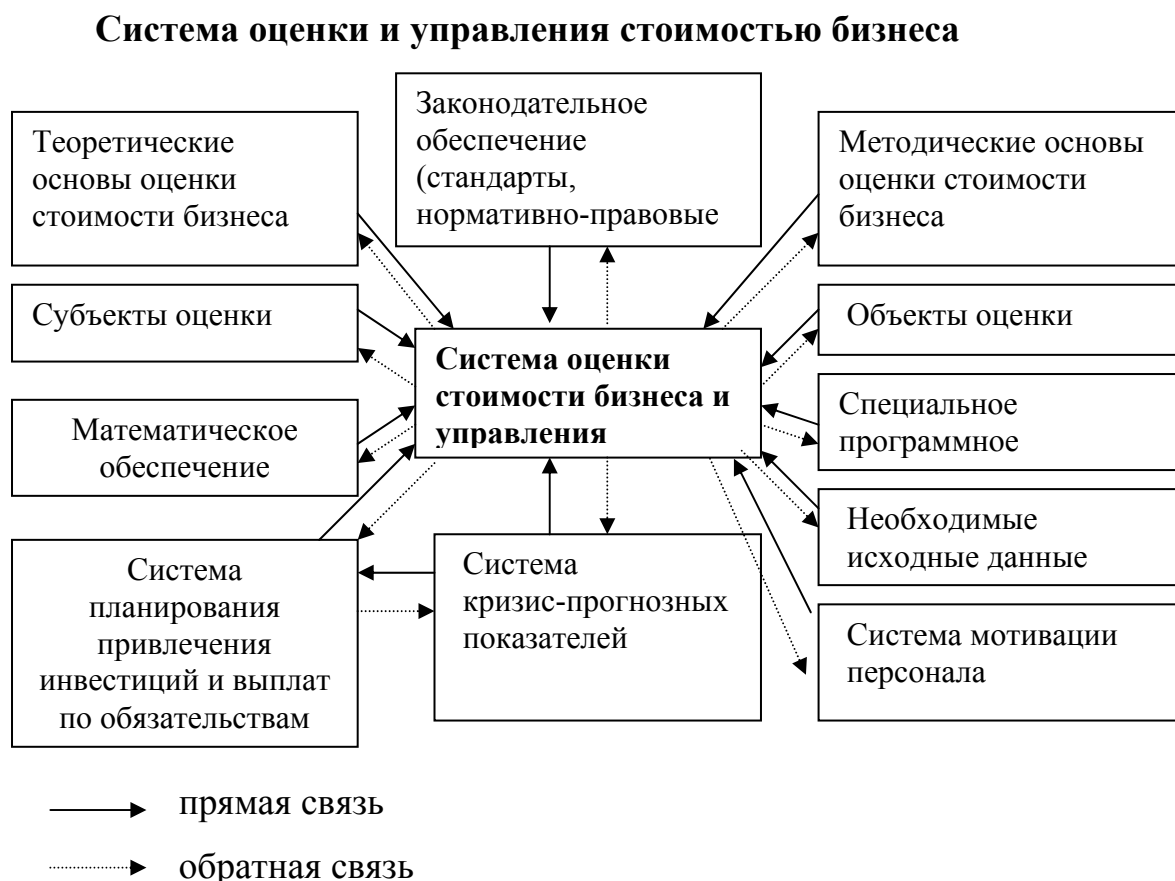 Система оценки и управления стоимостью бизнеса
Теоретические
основы оценки
стоимости бизнеса
Законодательное
обеспечение
(стандарты,
нормативно-правовые
Методические основы
оценки стоимости
бизнеса
Субъекты оценки
Объекты оценки
Система оценки
стоимости бизнеса и
управления
Математическое
обеспечение
Специальное
программное
Необходимые
исходные данные
Система
планирования
привлечения
инвестиций и выплат
по обязательствам
Система
кризис-прогнозных
показателей
Система мотивации
персонала
прямая связь
обратная связь